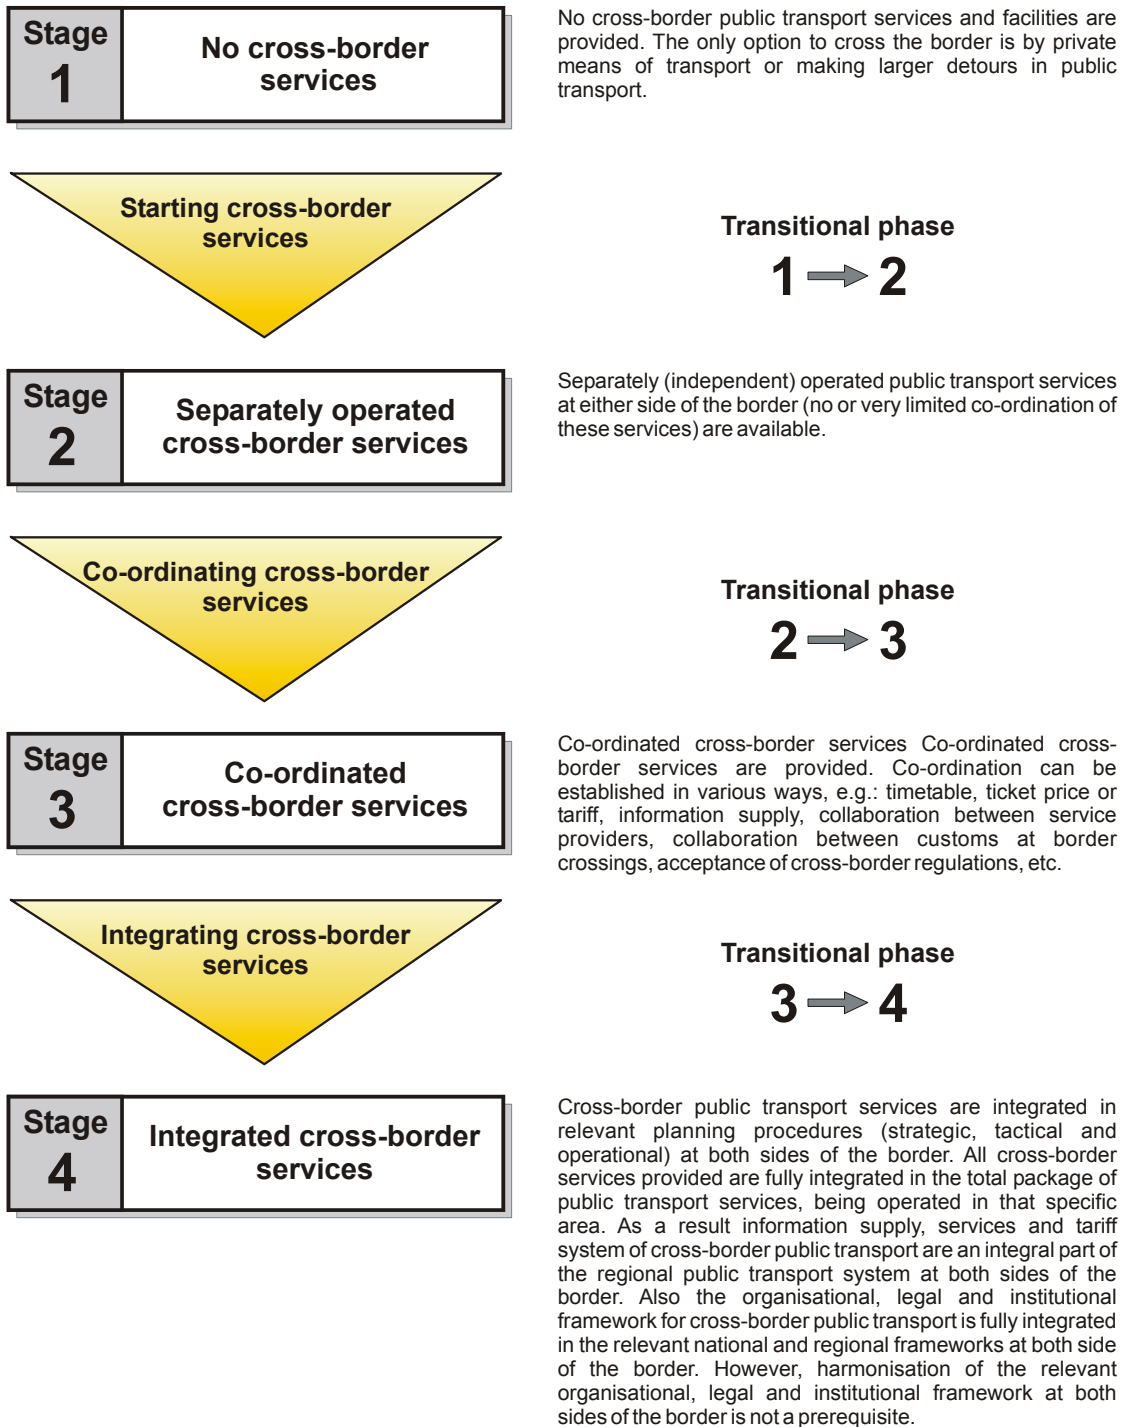 Stage
1
No cross-border
services
No cross-border public transport services and facilities are
provided. The only option to cross the border is by private
means of transport or making larger detours in public
transport.
Starting cross-border
services
Transitional phase
1 → 2
Stage
2
Separately operated
cross-border services
Separately (independent) operated public transport services
at either side of the border (no or very limited co-ordination of
these services) are available.
Co-ordinating cross-border
services
Transitional phase
2 → 3
Stage
3
Co-ordinated
cross-border services
Co-ordinated cross-border services Co-ordinated cross-
border services are provided. Co-ordination can be
established in various ways, e.g.: timetable, ticket price or
tariff, information supply, collaboration between service
providers, collaboration between customs at border
crossings, acceptance of cross-border regulations, etc.
Integrating cross-border
services
Transitional phase
3 → 4
Stage
4
Integrated cross-border
services
Cross-border public transport services are integrated in
relevant planning procedures (strategic, tactical and
operational) at both sides of the border. All cross-border
services provided are fully integrated in the total package of
public transport services, being operated in that specific
area. As a result information supply, services and tariff
system of cross-border public transport are an integral part of
the regional public transport system at both sides of the
border. Also the organisational, legal and institutional
framework for cross-border public transport is fully integrated
in the relevant national and regional frameworks at both side
of the border. However, harmonisation of the relevant
organisational, legal and institutional framework at both
sides of the border is not a prerequisite.